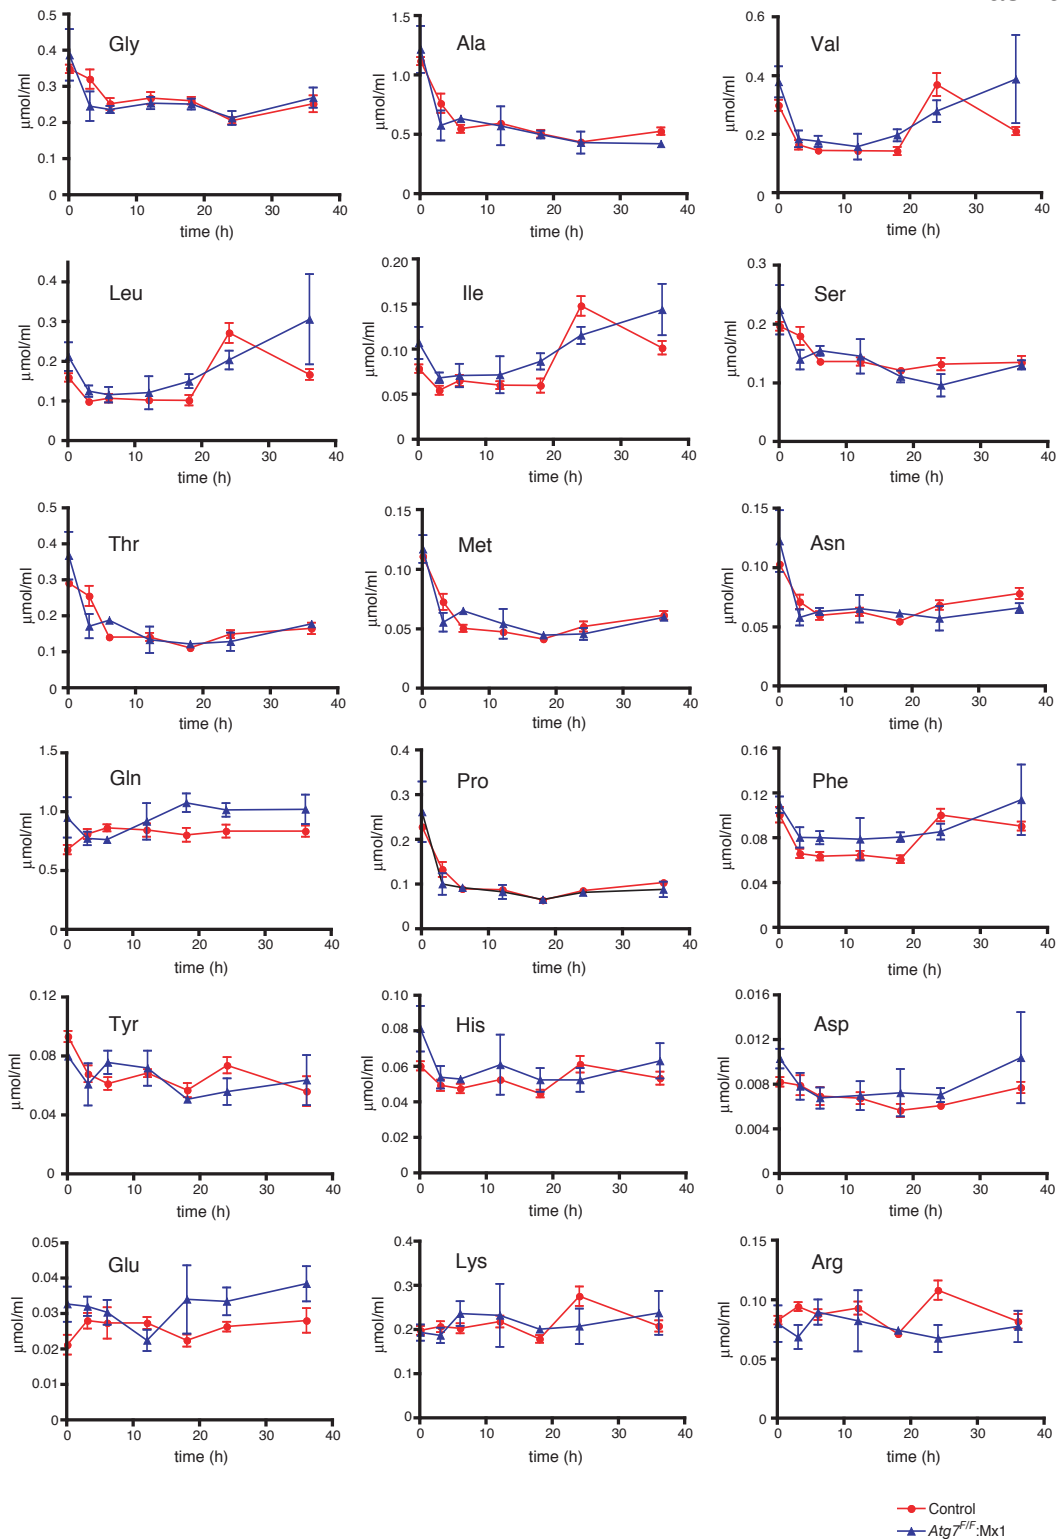 Gly
µmol/ml
0.5
0.4
0.3
0.2
0.1
0
0 10 20 30 40
time (h)
Ala
µmol/ml
1.5
1.0
0.5
0
0 10 20 30 40
time (h)
Val
µmol/ml
0.6
0.4
0.2
0
0 10 20 30 40
time (h)
Leu
µmol/ml
0.4
0.3
0.2
0.1
0
0 10 20 30 40
time (h)
Ile
µmol/ml
0.20
0.15
0.10
0.05
0
0 10 20 30 40
time (h)
Ser
µmol/ml
0.3
0.2
0.1
0
0 10 20 30 40
time (h)
Thr
µmol/ml
0.5
0.4
0.3
0.2
0.1
0
0 10 20 30 40
time (h)
Met
µmol/ml
0.15
0.10
0.05
0
0 10 20 30 40
time (h)
Asn
µmol/ml
0.15
0.10
0.05
0
0 10 20 30 40
time (h)
Gln
µmol/ml
1.5
1.0
0.5
0
0 10 20 30 40
time (h)
Pro
µmol/ml
0.4
0.3
0.2
0.1
0
0 10 20 30 40
time (h)
Phe
µmol/ml
0.16
0.12
0.08
0.04
0
0 10 20 30 40
time (h)
Tyr
µmol/ml
0.12
0.08
0.04
0
0 10 20 30 40
time (h)
His
µmol/ml
0.10
0.08
0.06
0.04
0.02
0
0 10 20 30 40
time (h)
Asp
µmol/ml
0.016
0.012
0.008
0.004
0
0 10 20 30 40
time (h)
Glu
µmol/ml
0.05
0.04
0.03
0.02
0.01
0
0 10 20 30 40
time (h)
Lys
µmol/ml
0.4
0.3
0.2
0.1
0
0 10 20 30 40
time (h)
Arg
µmol/ml
0.15
0.10
0.05
0
0 10 20 30 40
time (h)
Control
Atg7F/F:Mx1